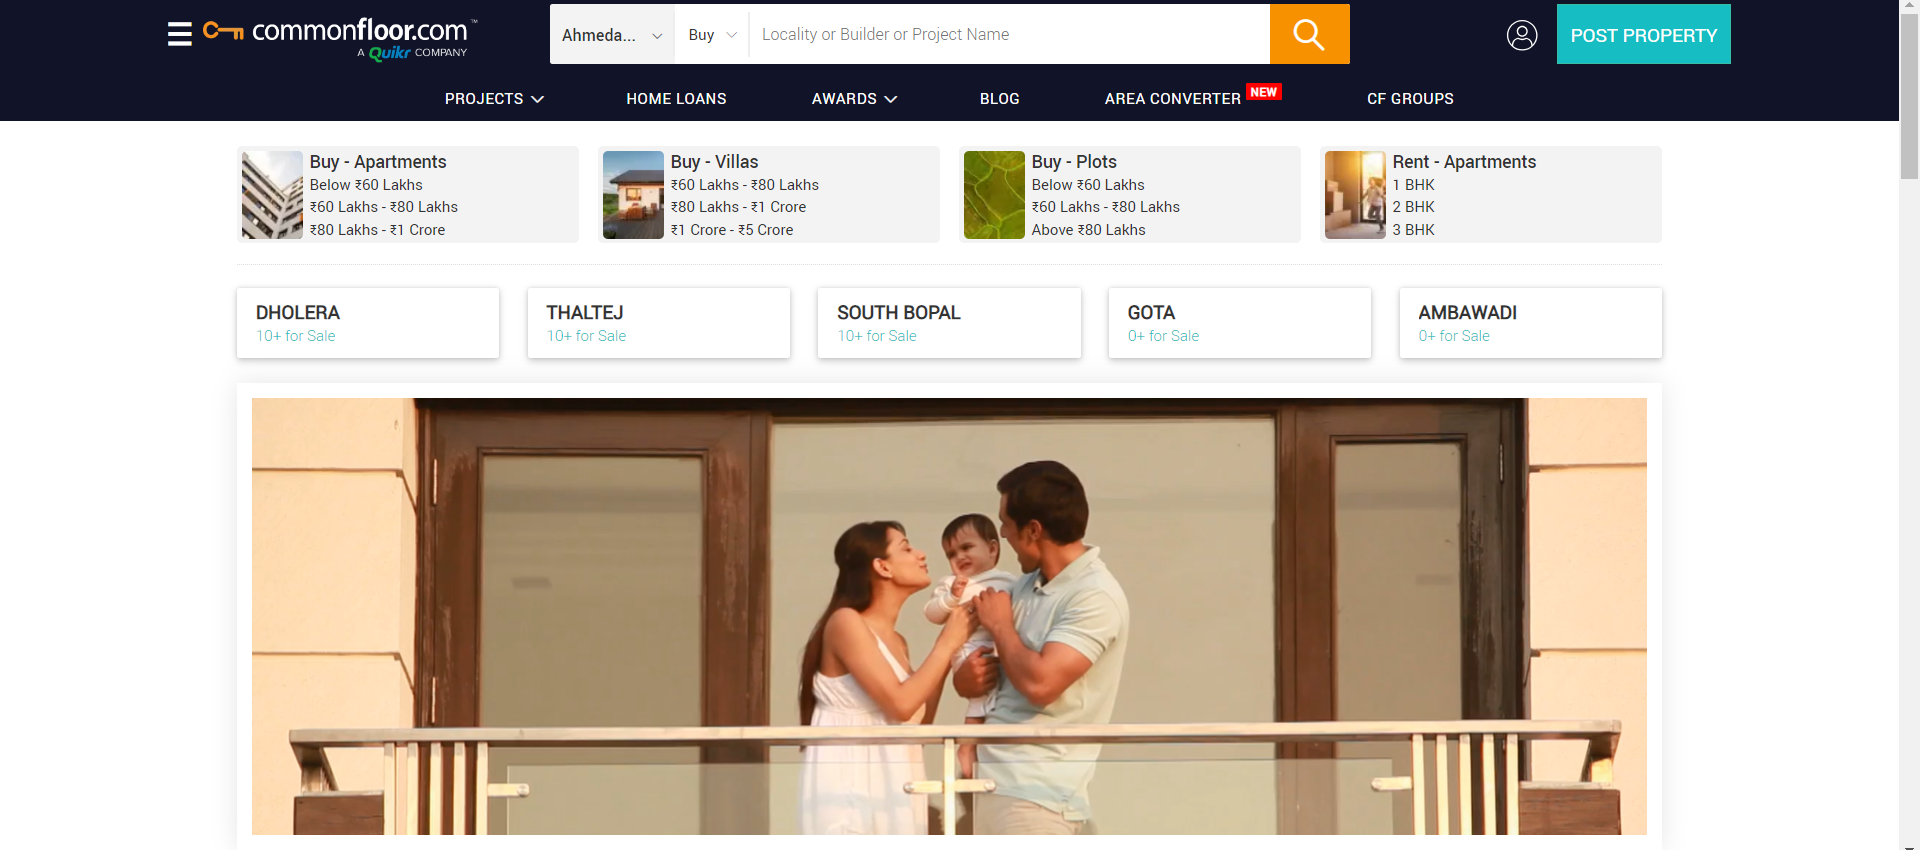 commonfloor.com™
A Quikr COMPANY
Ahmeda...
Buy
Locality or Builder or Project Name
POST PROPERTY
PROJECTS
HOME LOANS
AWARDS
BLOG
AREA CONVERTER NEW
CF GROUPS
Buy - Apartments
Below ₹60 Lakhs
₹60 Lakhs - ₹80 Lakhs
₹80 Lakhs - ₹1 Crore
Buy - Villas
₹60 Lakhs - ₹80 Lakhs
₹80 Lakhs - ₹1 Crore
₹1 Crore - ₹5 Crore
Buy - Plots
Below ₹60 Lakhs
₹60 Lakhs - ₹80 Lakhs
Above ₹80 Lakhs
Rent - Apartments
1 BHK
2 BHK
3 BHK
DHOLERA
10+ for Sale
THALTEJ
10+ for Sale
SOUTH BOPAL
10+ for Sale
GOTA
0+ for Sale
AMBAWADI
0+ for Sale